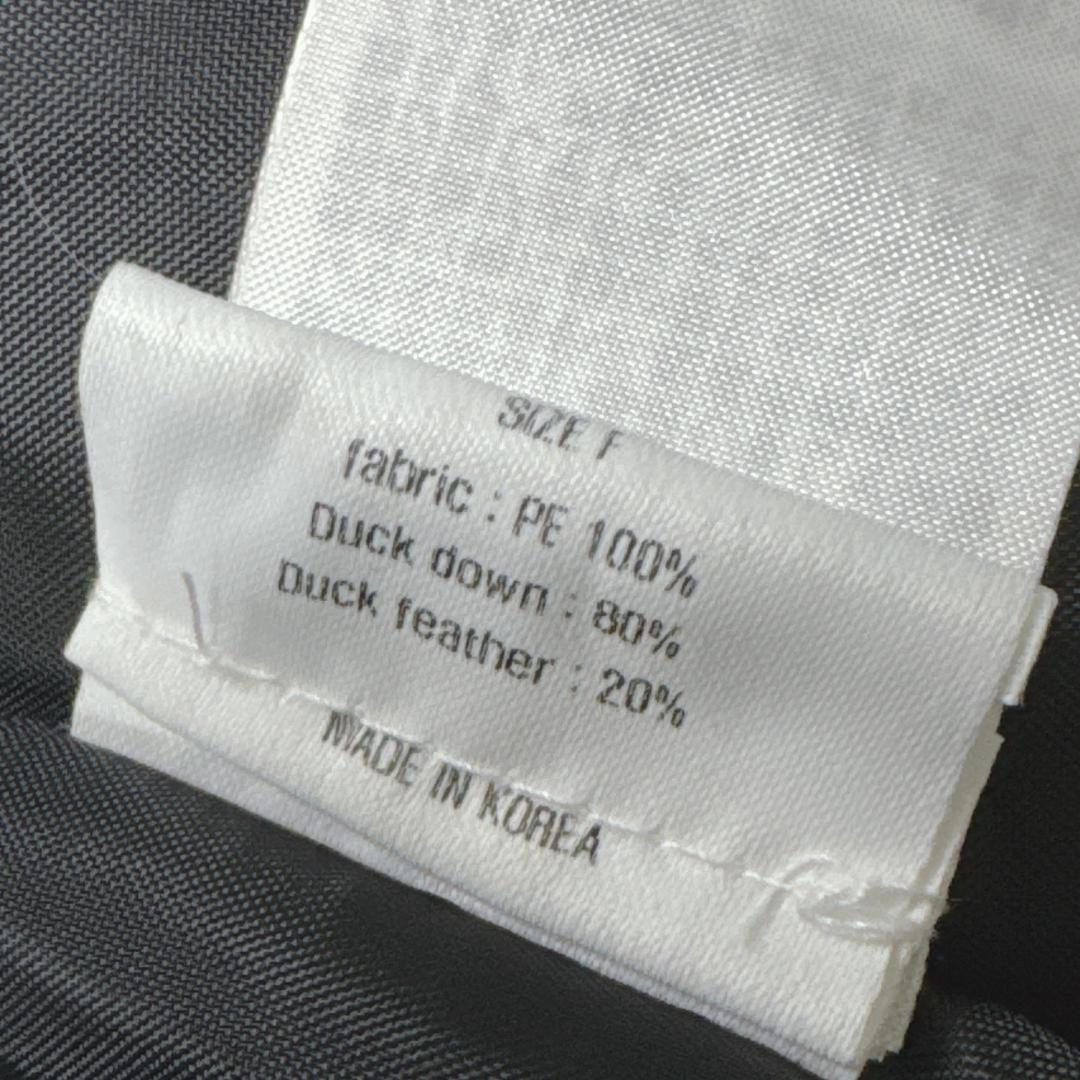 SIZE F
fabric : PE 100%
Duck down : 80%
Duck feather : 20%
MADE IN KOREA